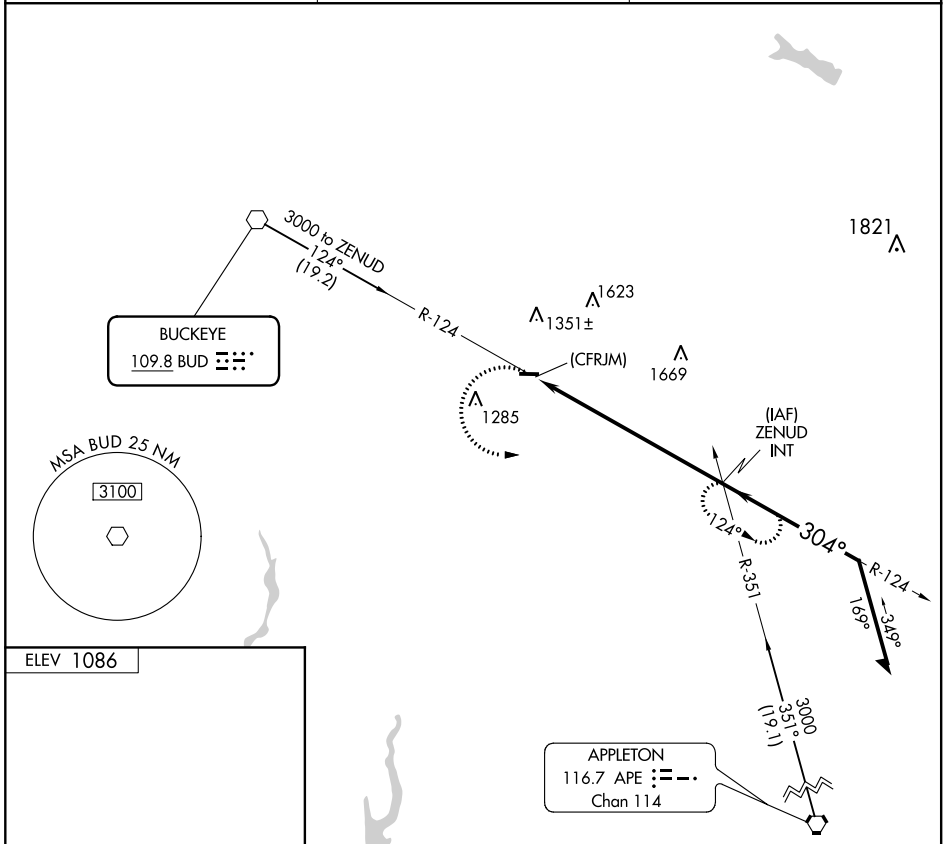 1821
3000 to ZENUD
124°
(19.2)
R-124
1623
1351±
BUCKEYE
109.8 BUD
(CFRJM)
1669
1285
(IAF)
ZENUD
INT
MSA BUD 25 NM
3100
124°
304°
R-124
R-351
169°
349°
ELEV 1086
3000
351°
(19.1)
APPLETON
116.7 APE
Chan 114